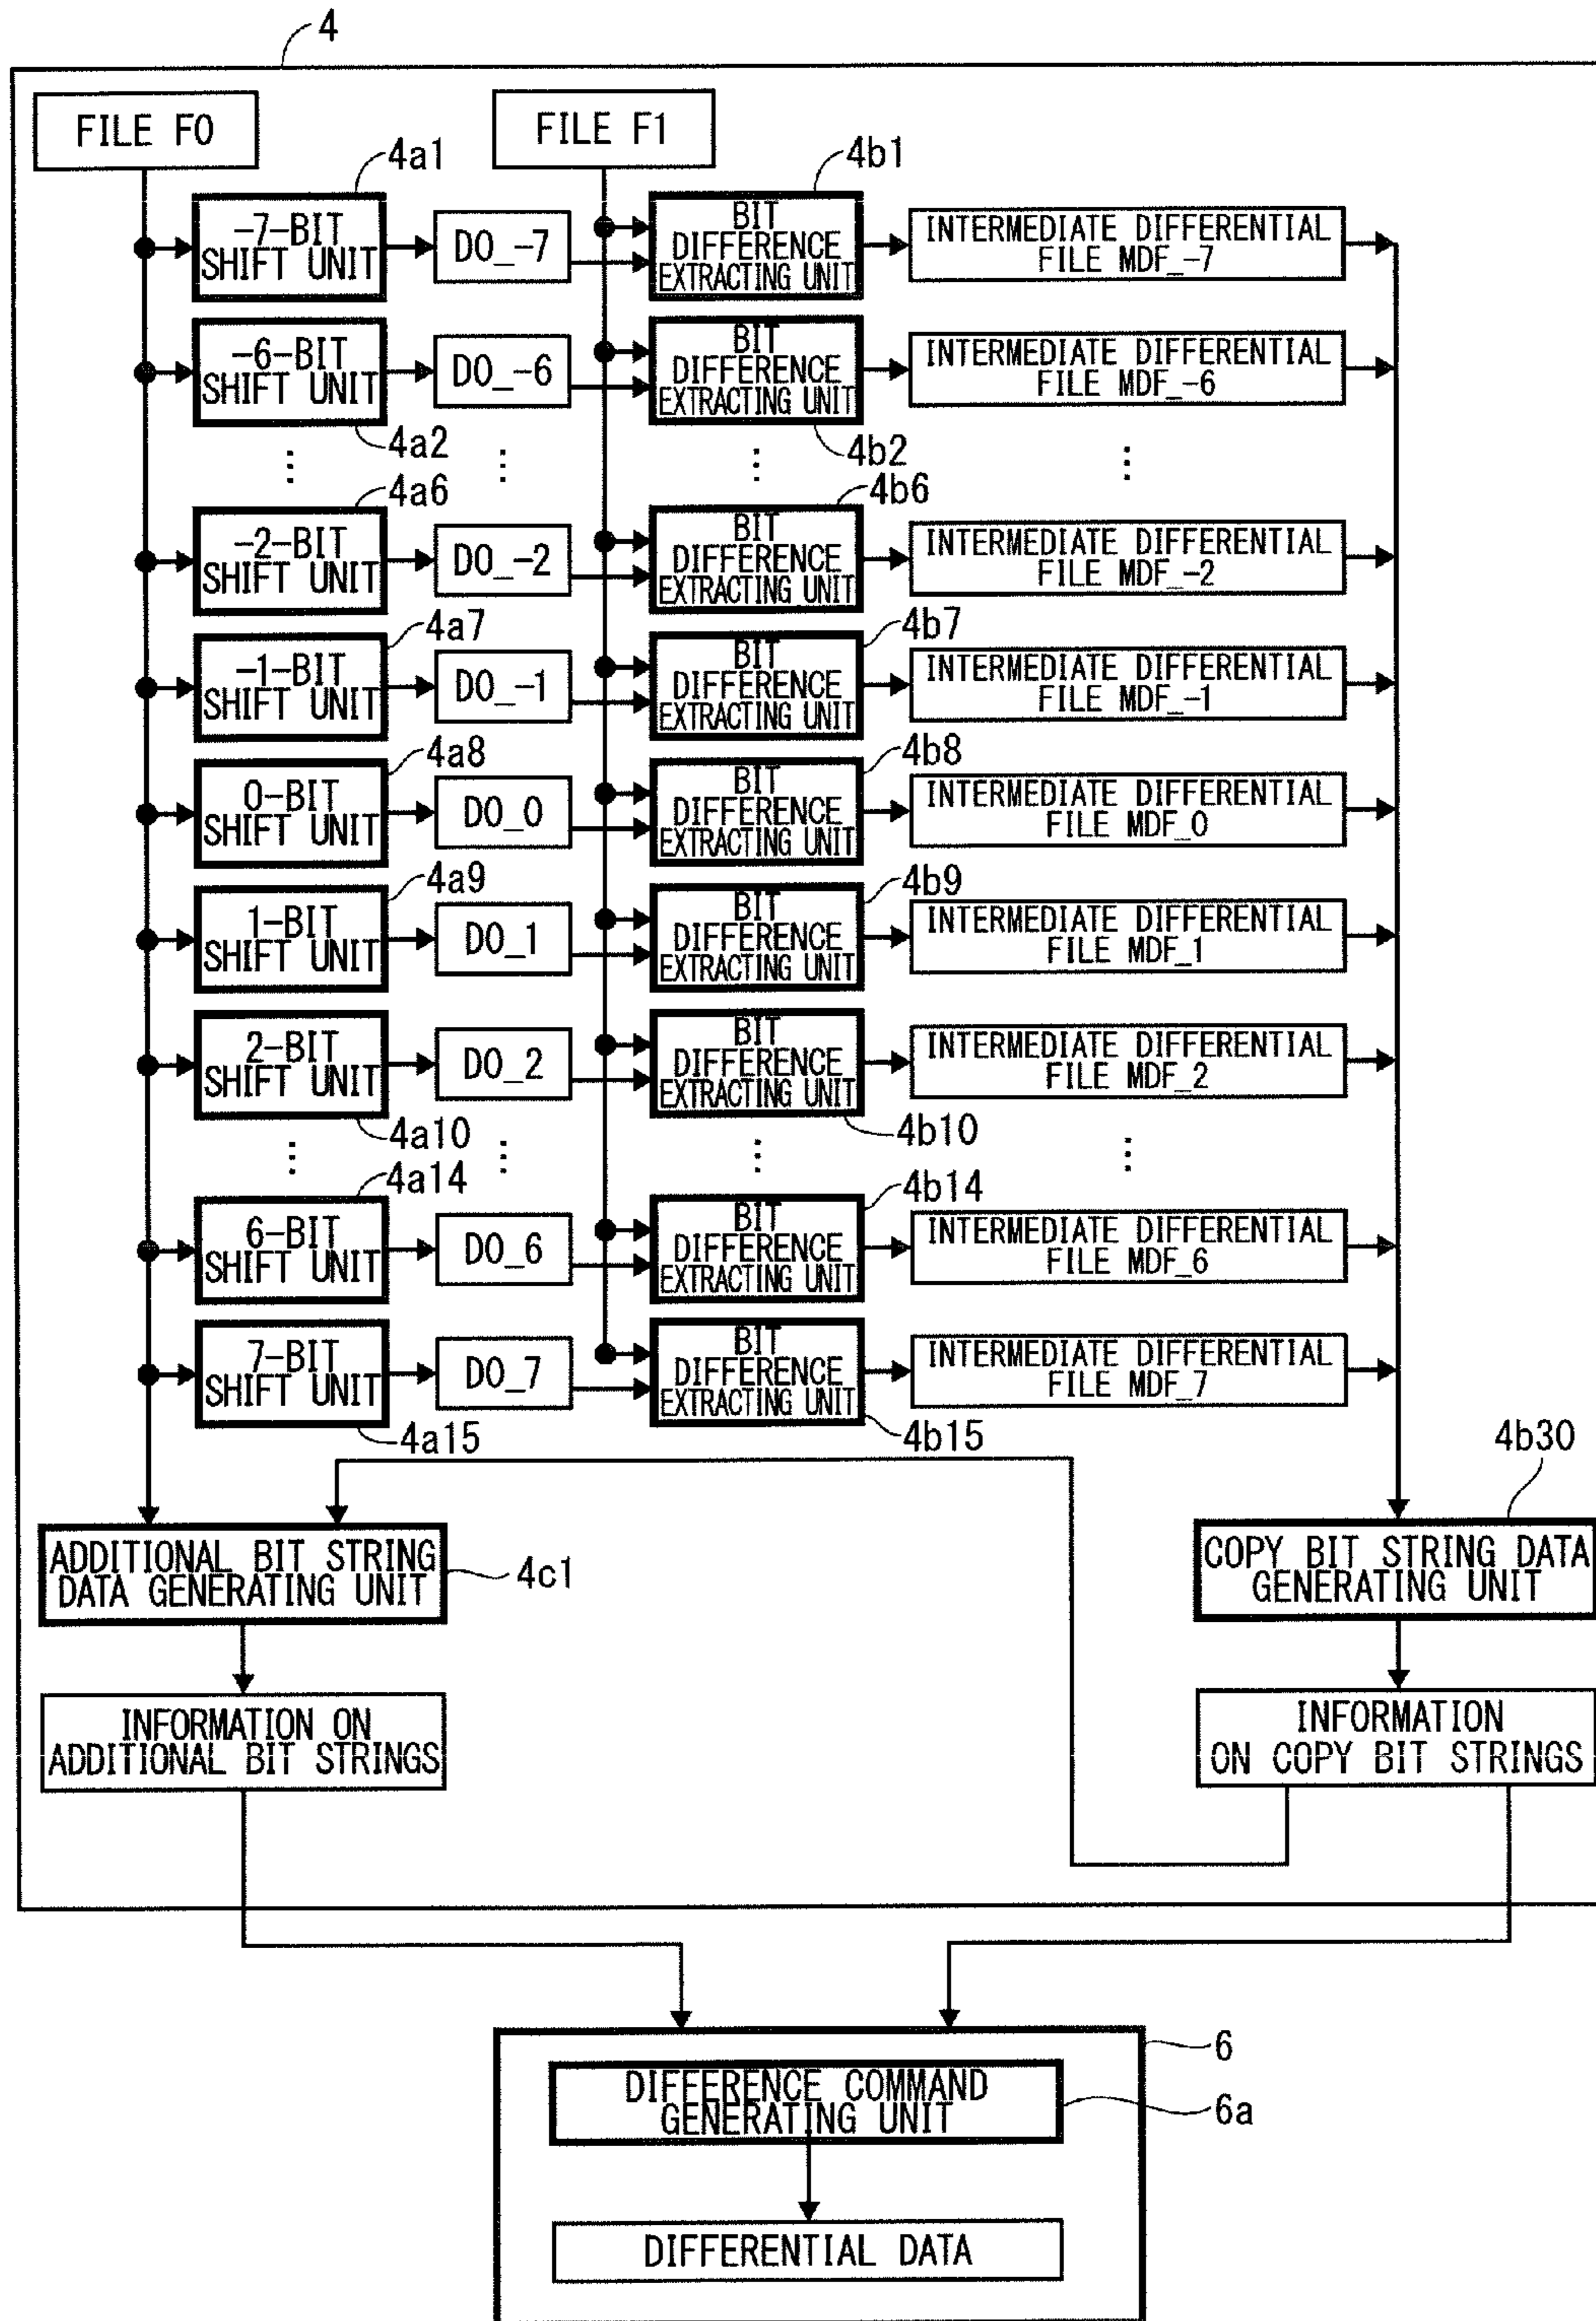 4
FILE F0
FILE F1
4a1
4b1
-7-BIT
SHIFT UNIT
D0_-7
BIT
DIFFERENCE
EXTRACTING UNIT
INTERMEDIATE DIFFERENTIAL
FILE MDF_-7
-6-BIT
SHIFT UNIT
D0_-6
BIT
DIFFERENCE
EXTRACTING UNIT
INTERMEDIATE DIFFERENTIAL
FILE MDF_-6
4a2
4b2
⋮ ⋮ ⋮ ⋮
4a6
4b6
-2-BIT
SHIFT UNIT
D0_-2
BIT
DIFFERENCE
EXTRACTING UNIT
INTERMEDIATE DIFFERENTIAL
FILE MDF_-2
4a7
4b7
-1-BIT
SHIFT UNIT
D0_-1
BIT
DIFFERENCE
EXTRACTING UNIT
INTERMEDIATE DIFFERENTIAL
FILE MDF_-1
4a8
4b8
0-BIT
SHIFT UNIT
D0_0
BIT
DIFFERENCE
EXTRACTING UNIT
INTERMEDIATE DIFFERENTIAL
FILE MDF_0
4a9
4b9
1-BIT
SHIFT UNIT
D0_1
BIT
DIFFERENCE
EXTRACTING UNIT
INTERMEDIATE DIFFERENTIAL
FILE MDF_1
2-BIT
SHIFT UNIT
D0_2
BIT
DIFFERENCE
EXTRACTING UNIT
INTERMEDIATE DIFFERENTIAL
FILE MDF_2
4a10
4b10
⋮ ⋮ ⋮ ⋮
4a14
4b14
6-BIT
SHIFT UNIT
D0_6
BIT
DIFFERENCE
EXTRACTING UNIT
INTERMEDIATE DIFFERENTIAL
FILE MDF_6
7-BIT
SHIFT UNIT
D0_7
BIT
DIFFERENCE
EXTRACTING UNIT
INTERMEDIATE DIFFERENTIAL
FILE MDF_7
4a15
4b15
4b30
ADDITIONAL BIT STRING
DATA GENERATING UNIT
4c1
COPY BIT STRING DATA
GENERATING UNIT
INFORMATION ON
ADDITIONAL BIT STRINGS
INFORMATION
ON COPY BIT STRINGS
6
DIFFERENCE COMMAND
GENERATING UNIT
6a
DIFFERENTIAL DATA